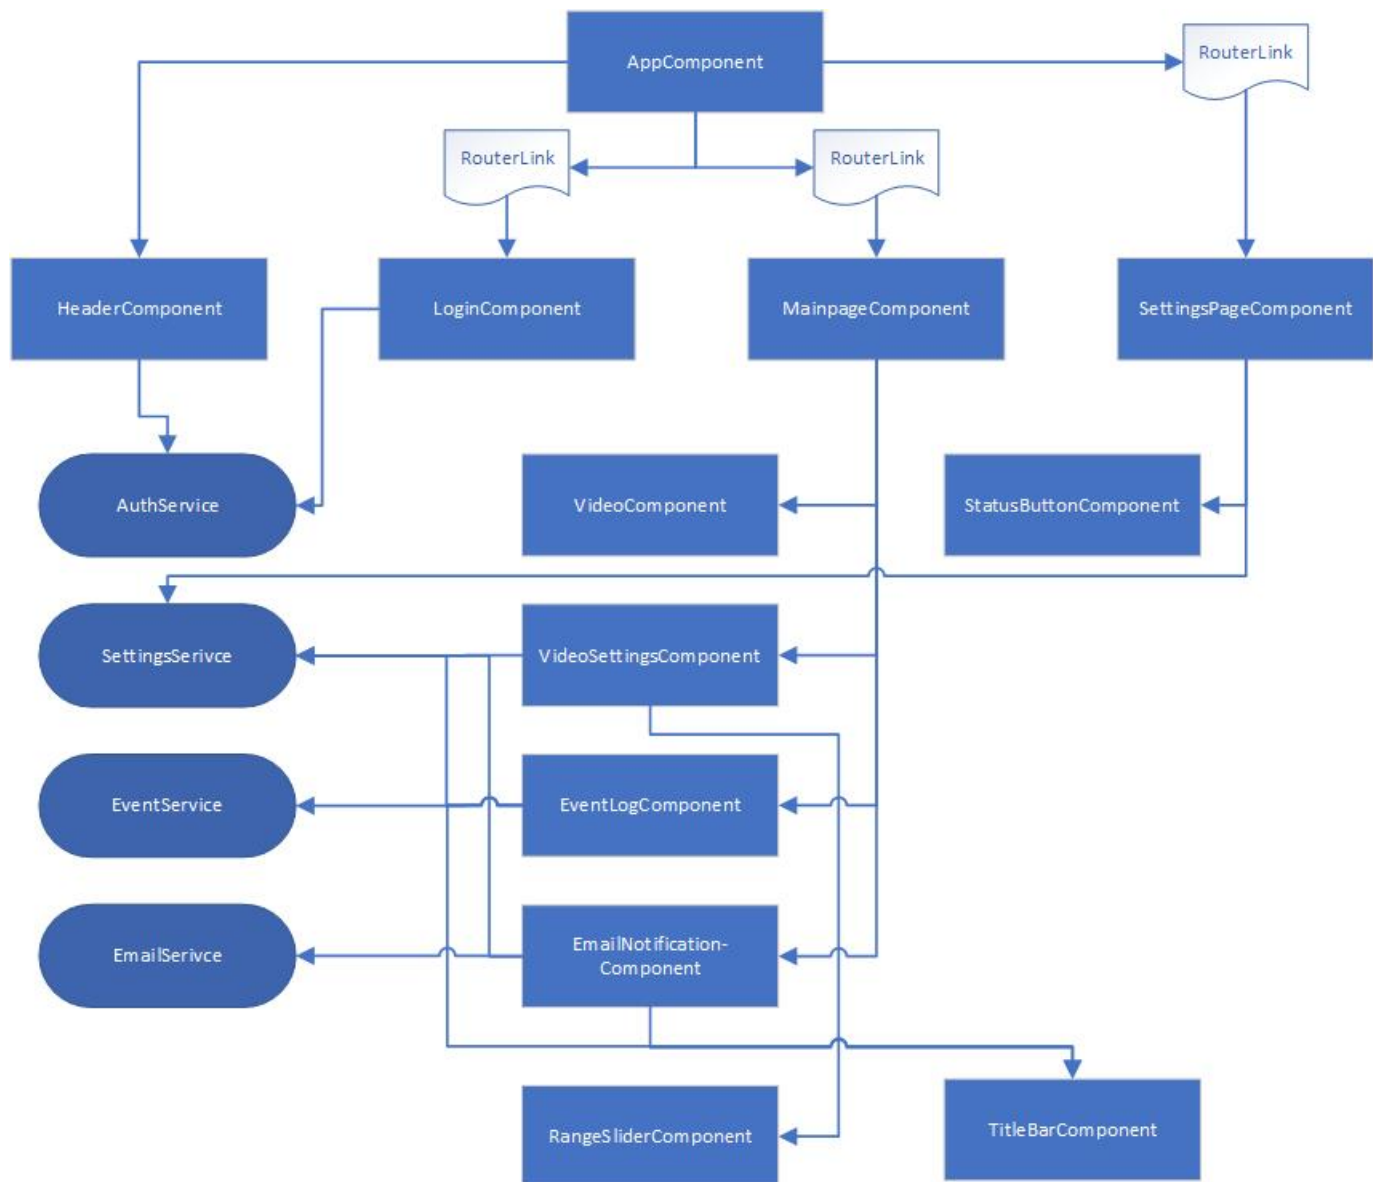 AppComponent
RouterLink
RouterLink
RouterLink
HeaderComponent
LoginComponent
MainpageComponent
SettingsPageComponent
AuthService
VideoComponent
StatusButtonComponent
SettingsSerivce
VideoSettingsComponent
EventService
EventLogComponent
EmailSerivce
EmailNotification-
Component
RangeSliderComponent
TitleBarComponent